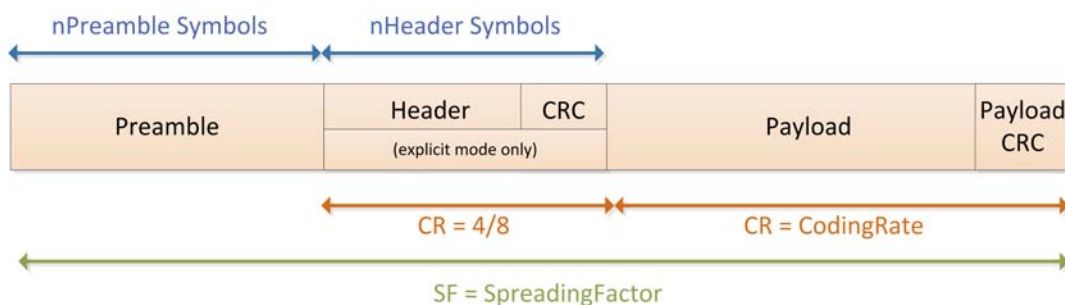 nPreamble Symbols
nHeader Symbols
Preamble
Header
CRC
(explicit mode only)
Payload
Payload
CRC
CR = 4/8
CR = CodingRate
SF = SpreadingFactor